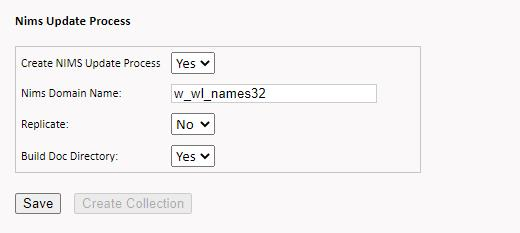 Nims Update Process
Create NIMS Update Process Yes
Nims Domain Name: w_wl_names32
Replicate: No
Build Doc Directory: Yes
Save Create Collection